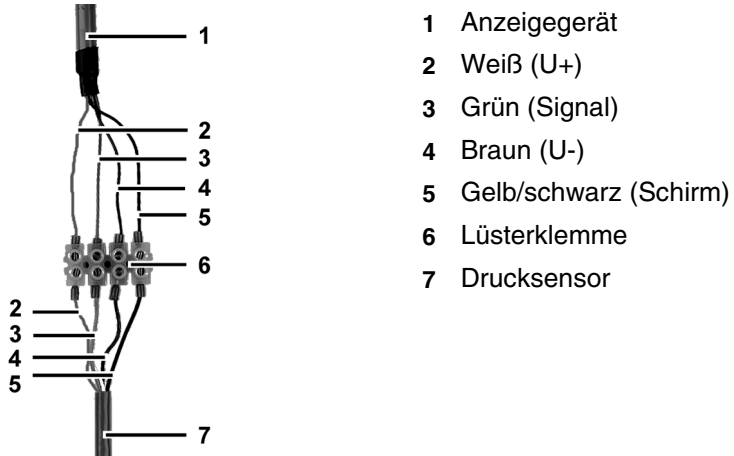 1
2
3
4
5
6
2
3
4
5
7
1 Anzeigegerät
2 Weiß (U+)
3 Grün (Signal)
4 Braun (U-)
5 Gelb/schwarz (Schirm)
6 Lüsterklemme
7 Drucksensor